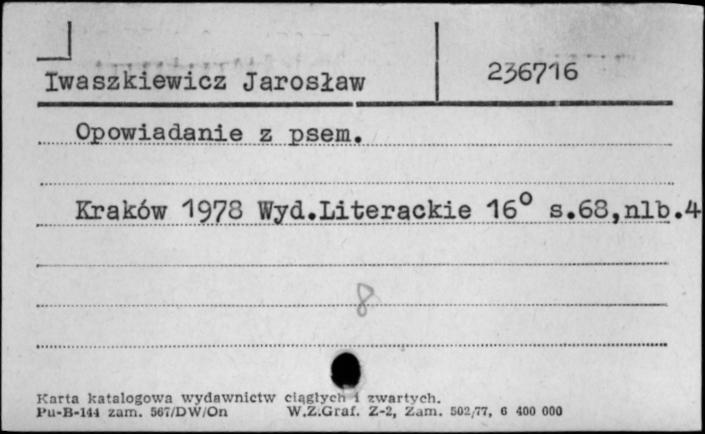 Iwaszkiewicz Jarosław 236716
Opowiadanie z psem.
Kraków 1978 Wyd.Literackie 16° s.68,nlb.4
8
Karta katalogowa wydawnictw ciągłych i zwartych.
Pu-B-144 zam. 567/DW/On W.Z.Graf. Z-2, Zam. 502/77, 6 400 000